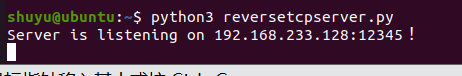 shuyu@ubuntu:~$ python3 reversetcpserver.py
Server is listening on 192.168.233.128:12345！